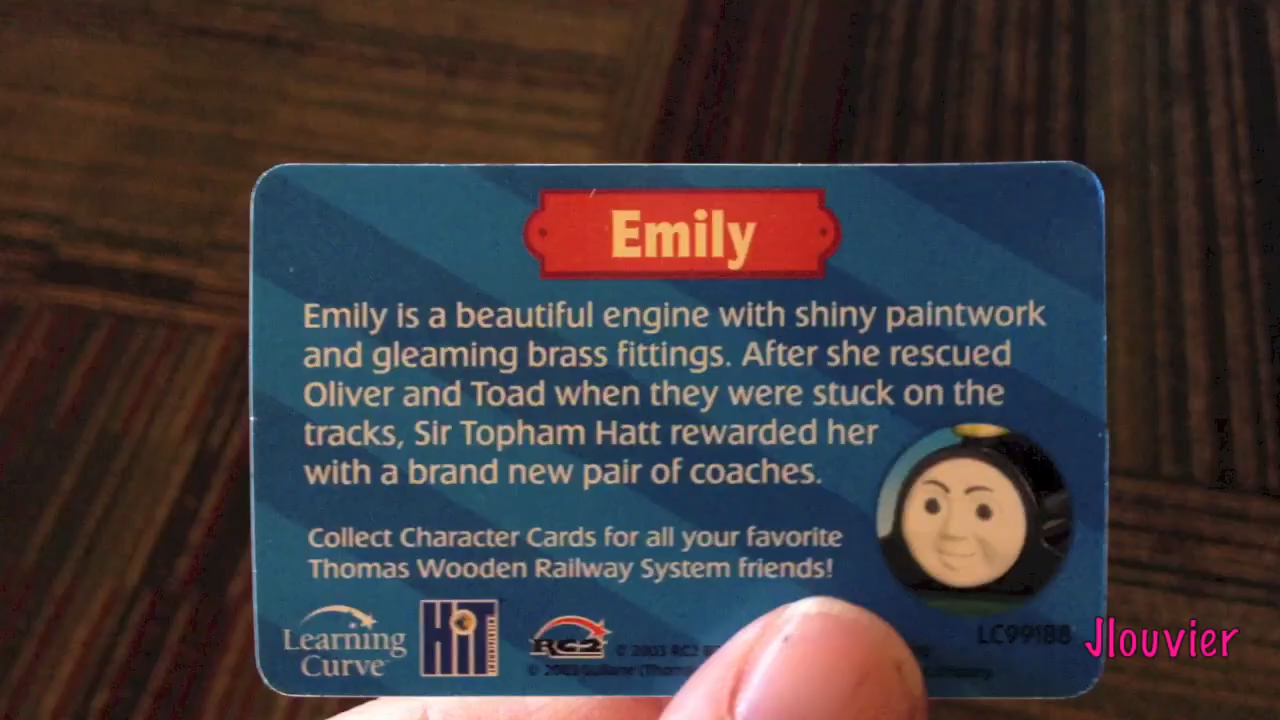 Emily
Emily is a beautiful engine with shiny paintwork
and gleaming brass fittings. After she rescued
Oliver and Toad when they were stuck on the
tracks, Sir Topham Hatt rewarded her
with a brand new pair of coaches.
Collect Character Cards for all your favorite
Thomas Wooden Railway System friends!
Learning
Curve
HiT
RC2
© 2003 RC2
LC99188
Jlouvier